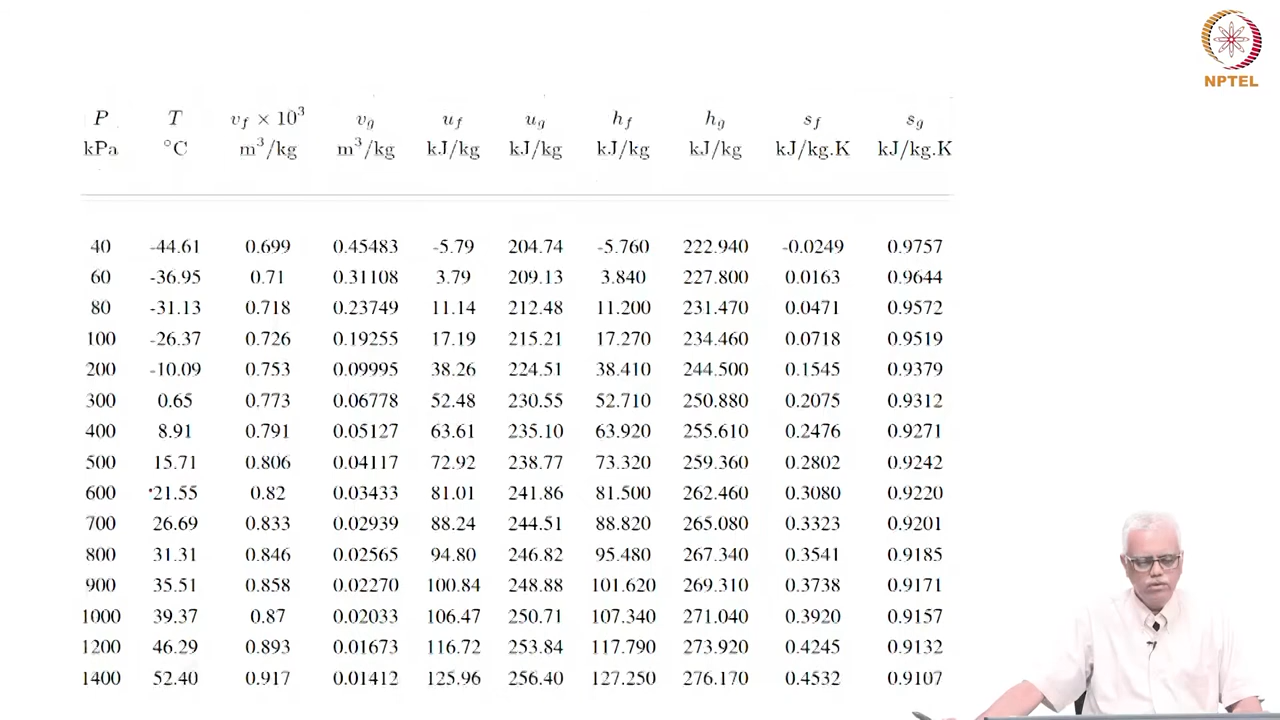 NPTEL
P T v_f × 10³ v_g u_f u_g h_f h_g s_f s_g
kPa °C m³/kg m³/kg kJ/kg kJ/kg kJ/kg kJ/kg kJ/kg.K kJ/kg.K
40 -44.61 0.699 0.45483 -5.79 204.74 -5.760 222.940 -0.0249 0.9757
60 -36.95 0.71 0.31108 3.79 209.13 3.840 227.800 0.0163 0.9644
80 -31.13 0.718 0.23749 11.14 212.48 11.200 231.470 0.0471 0.9572
100 -26.37 0.726 0.19255 17.19 215.21 17.270 234.460 0.0718 0.9519
200 -10.09 0.753 0.09995 38.26 224.51 38.410 244.500 0.1545 0.9379
300 0.65 0.773 0.06778 52.48 230.55 52.710 250.880 0.2075 0.9312
400 8.91 0.791 0.05127 63.61 235.10 63.920 255.610 0.2476 0.9271
500 15.71 0.806 0.04117 72.92 238.77 73.320 259.360 0.2802 0.9242
600 21.55 0.82 0.03433 81.01 241.86 81.500 262.460 0.3080 0.9220
700 26.69 0.833 0.02939 88.24 244.51 88.820 265.080 0.3323 0.9201
800 31.31 0.846 0.02565 94.80 246.82 95.480 267.340 0.3541 0.9185
900 35.51 0.858 0.02270 100.84 248.88 101.620 269.310 0.3738 0.9171
1000 39.37 0.87 0.02033 106.47 250.71 107.340 271.040 0.3920 0.9157
1200 46.29 0.893 0.01673 116.72 253.84 117.790 273.920 0.4245 0.9132
1400 52.40 0.917 0.01412 125.96 256.40 127.250 276.170 0.4532 0.9107